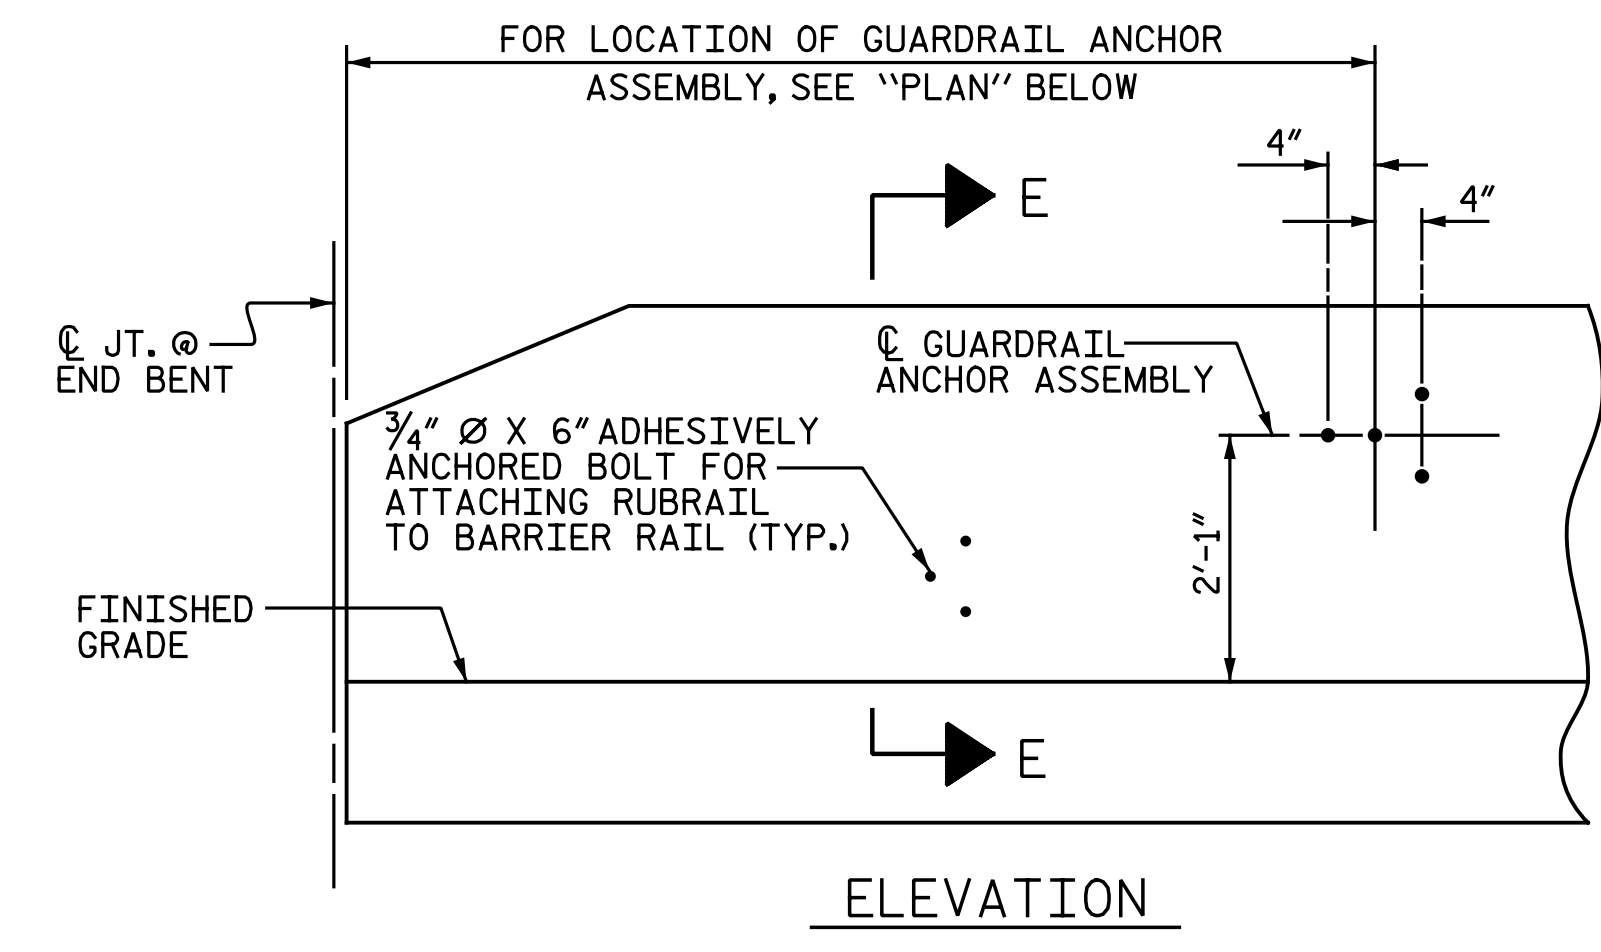 FOR LOCATION OF GUARDRAIL ANCHOR
ASSEMBLY, SEE "PLAN" BELOW
4"
4"
E
℄ JT. @
END BENT
℄ GUARDRAIL
ANCHOR ASSEMBLY
3/4" Ø X 6" ADHESIVELY
ANCHORED BOLT FOR
ATTACHING RUBRAIL
TO BARRIER RAIL (TYP.)
2'-1"
FINISHED
GRADE
E
ELEVATION